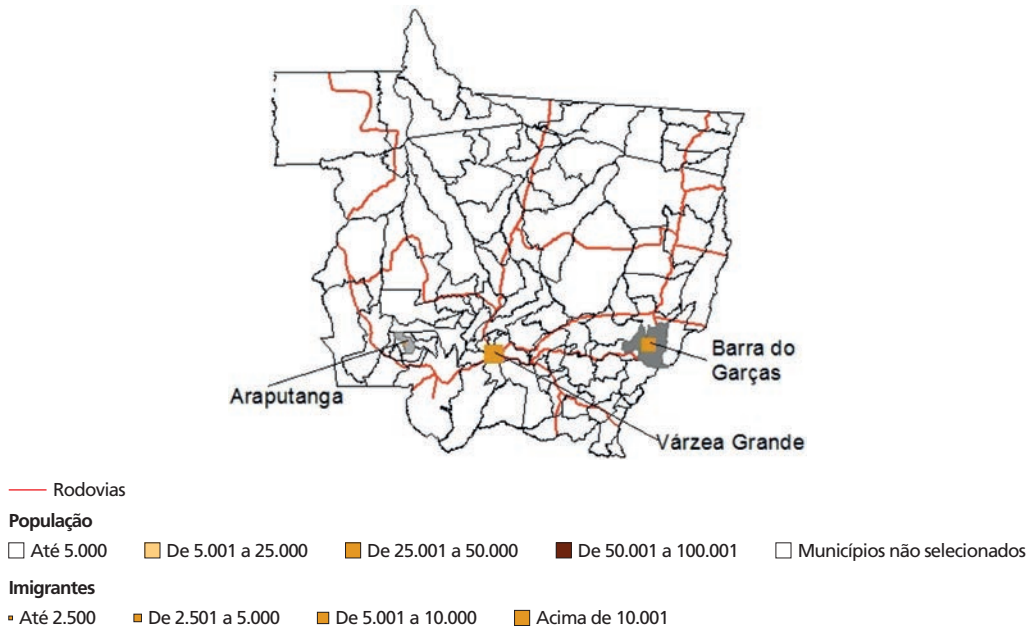 Barra do
Garças
Araputanga
Várzea Grande
Rodovias
População
Até 5.000 De 5.001 a 25.000 De 25.001 a 50.000 De 50.001 a 100.001 Municípios não selecionados
Imigrantes
Até 2.500 De 2.501 a 5.000 De 5.001 a 10.000 Acima de 10.001